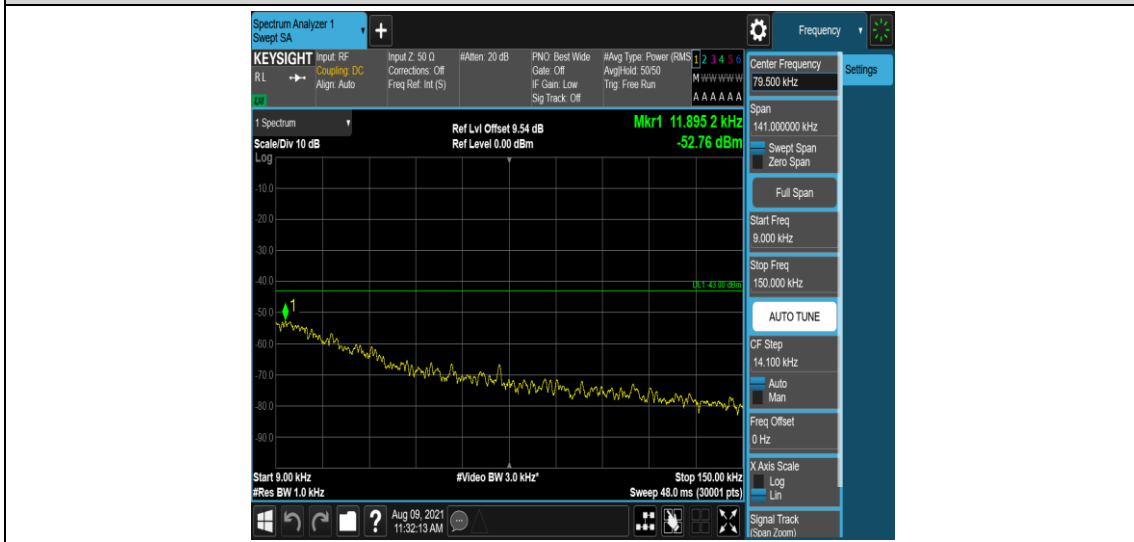 Spectrum Analyzer 1
Swept SA
Frequency
KEYSIGHT
RL
Input: RF
Coupling: DC
Align: Auto
Input Z: 50 Ω
Corrections: Off
Freq Ref: Int (S)
#Atten: 20 dB
PNO: Best Wide
Gate: Off
IF Gain: Low
Sig Track: Off
#Avg Type: Power (RMS
Avg|Hold: 50/50
Trig: Free Run
1 2 3 4 5 6
M W W W W W
A A A A A A
Center Frequency
79.500 kHz
Settings
1 Spectrum
Scale/Div 10 dB
Ref Lvl Offset 9.54 dB
Ref Level 0.00 dBm
Mkr1 11.895 2 kHz
-52.76 dBm
Log
-10.0
-20.0
-30.0
-40.0
-50.0
-60.0
-70.0
-80.0
-90.0
DL1 -43.00 dBm
1
Start 9.00 kHz
#Res BW 1.0 kHz
#Video BW 3.0 kHz*
Stop 150.00 kHz
Sweep 48.0 ms (30001 pts)
Span
141.000000 kHz
Swept Span
Zero Span
Full Span
Start Freq
9.000 kHz
Stop Freq
150.000 kHz
AUTO TUNE
CF Step
14.100 kHz
Auto
Man
Freq Offset
0 Hz
X Axis Scale
Log
Lin
Signal Track
(Span Zoom)
Aug 09, 2021
11:32:13 AM